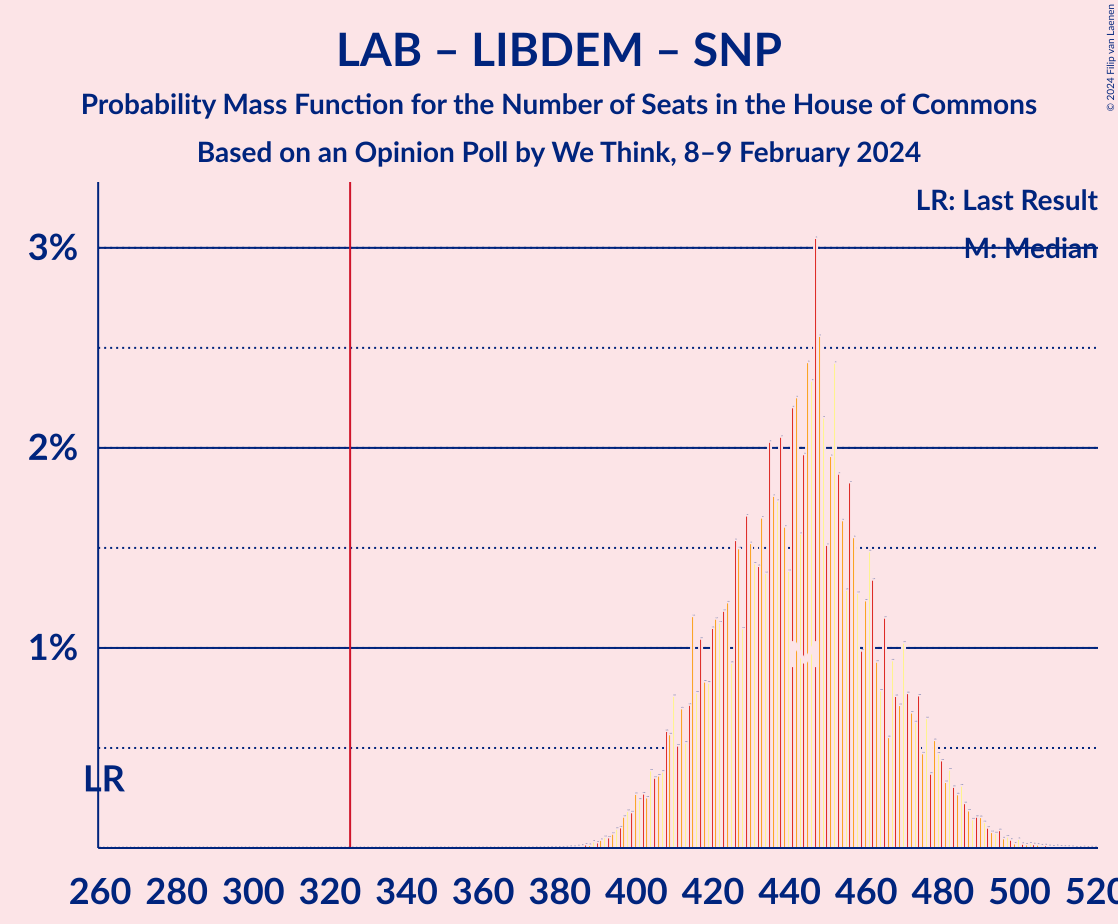 LAB – LIBDEM – SNP
Probability Mass Function for the Number of Seats in the House of Commons
Based on an Opinion Poll by We Think, 8–9 February 2024
© 2024 Filip van Laenen
LR: Last Result
M: Median
3%
2%
1%
LR
M
260 280 300 320 340 360 380 400 420 440 460 480 500 520